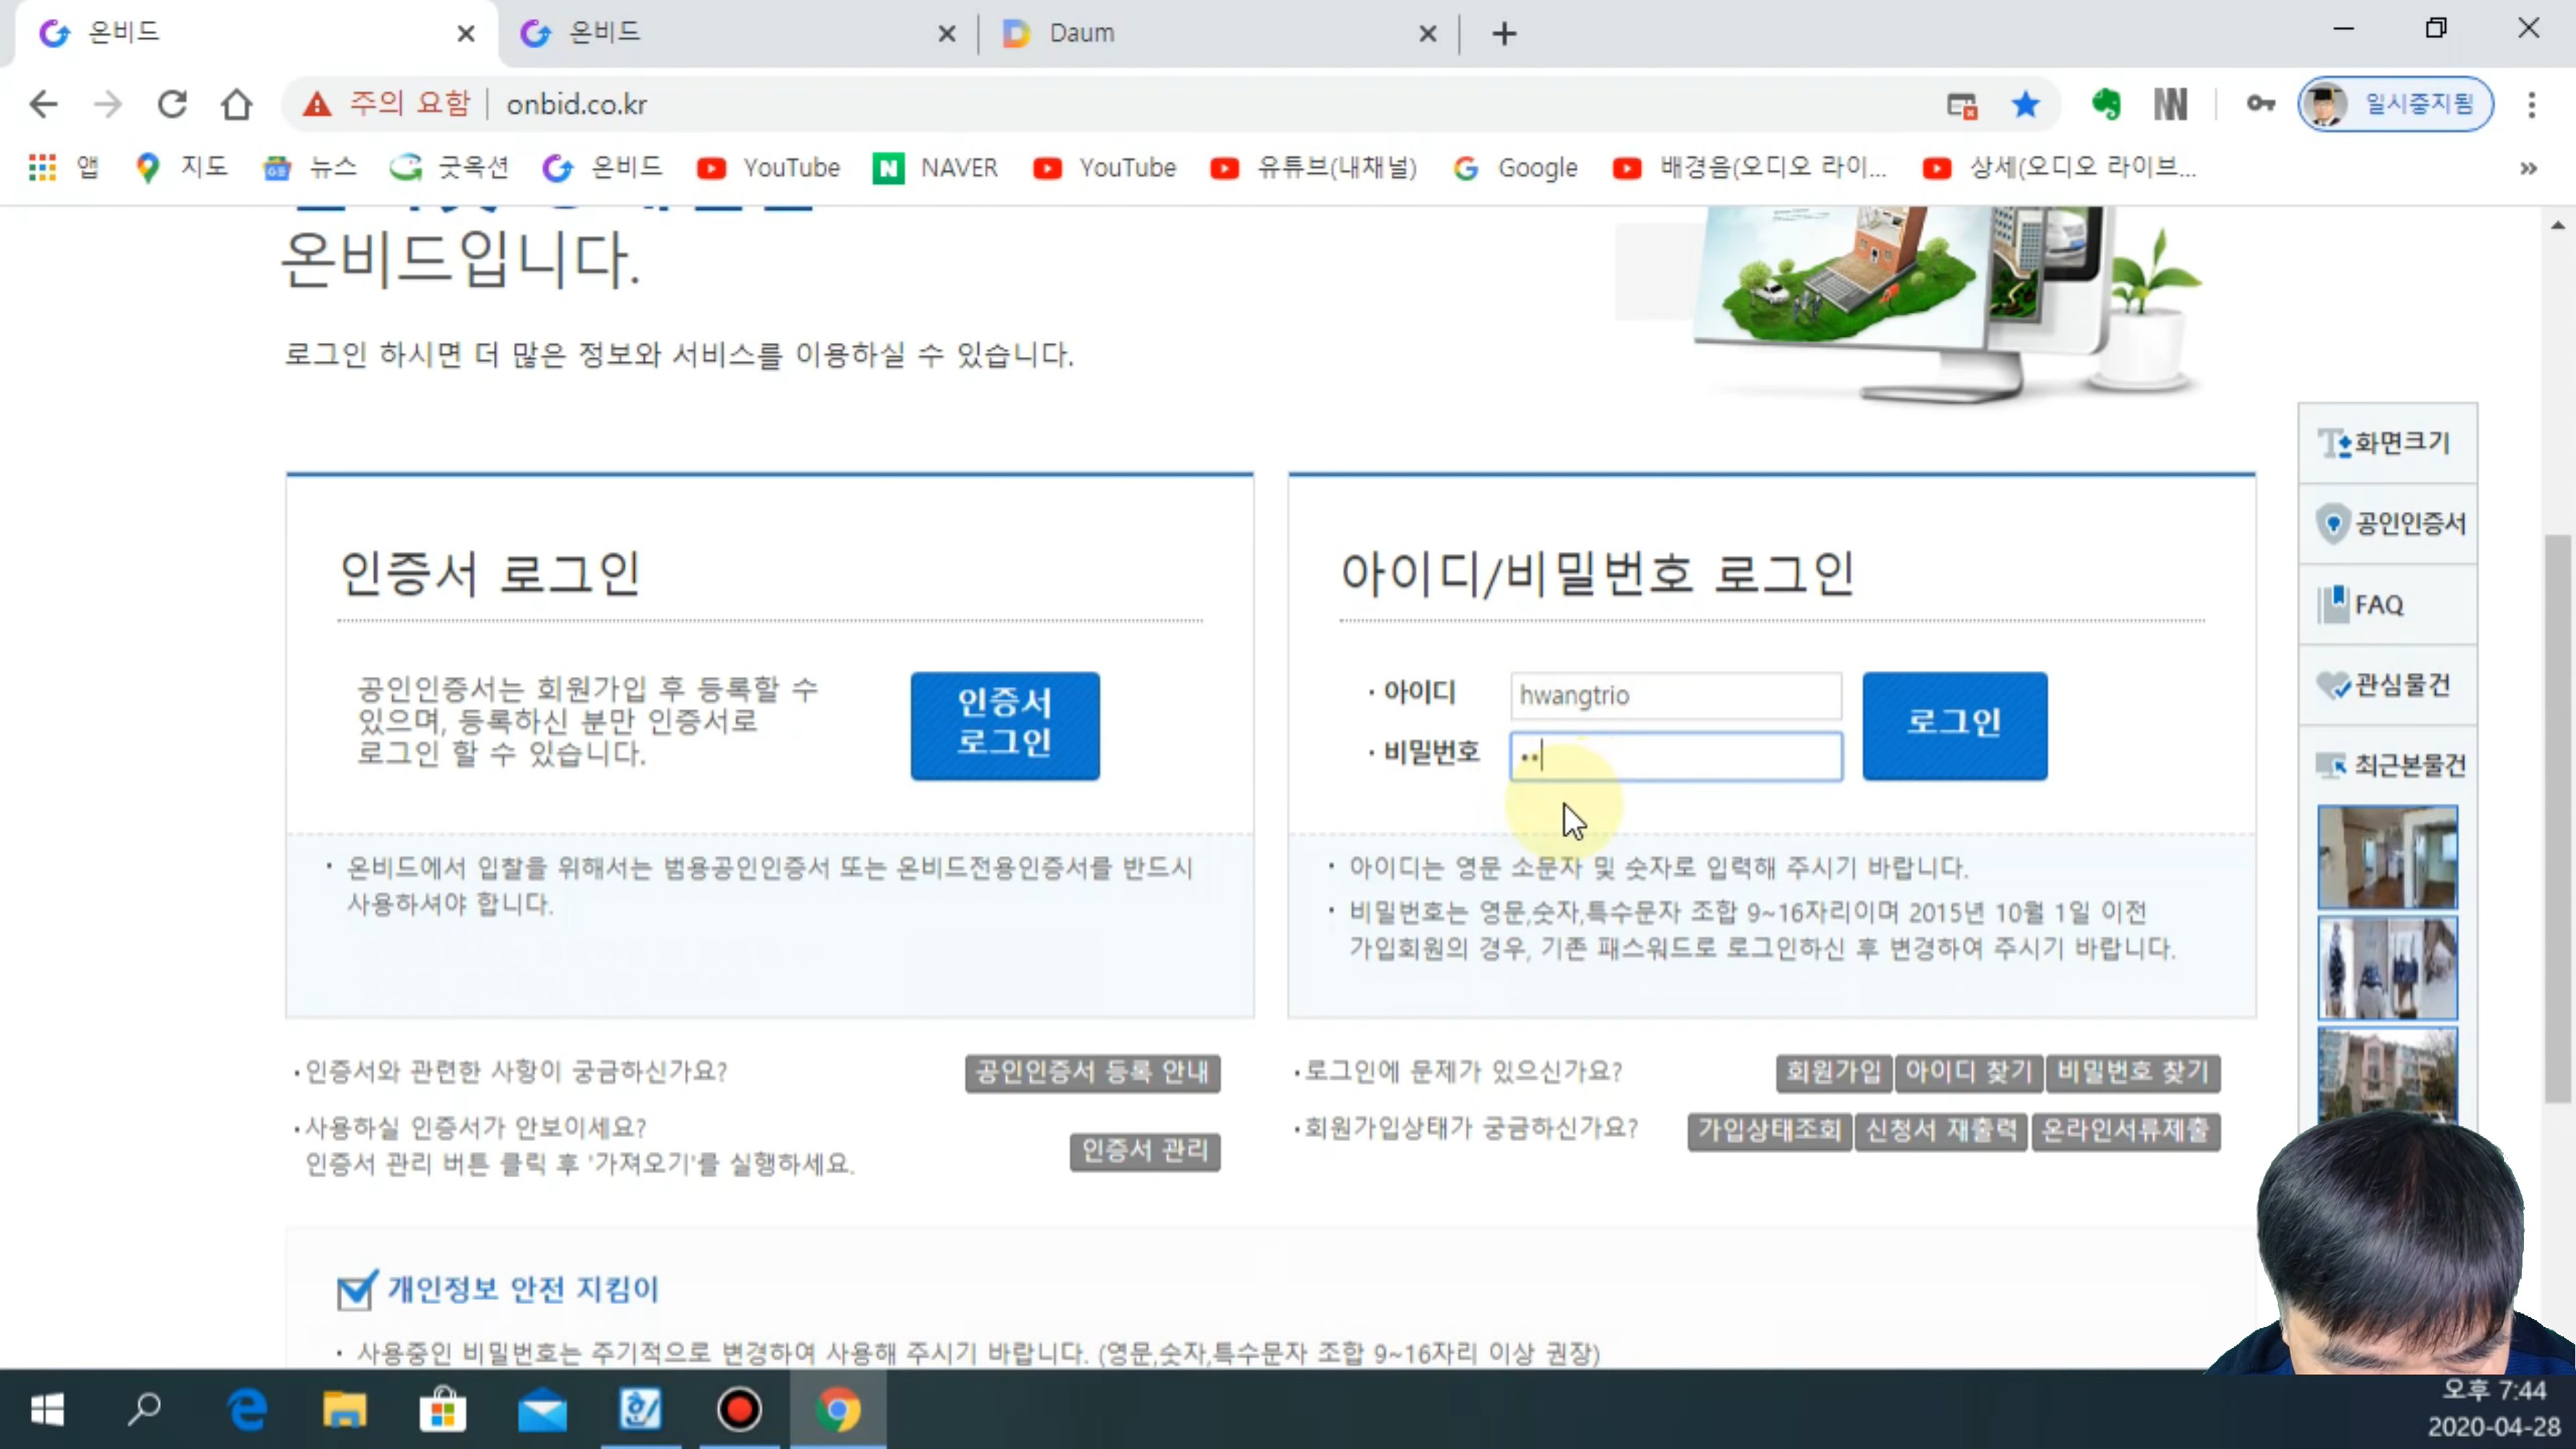 온비드
온비드
Daum
주의 요함
onbid.co.kr
일시중지됨
앱
지도
뉴스
굿옥션
온비드
YouTube
NAVER
YouTube
유튜브(내채널)
Google
배경음(오디오 라이...
상세(오디오 라이브...
온비드입니다.
로그인 하시면 더 많은 정보와 서비스를 이용하실 수 있습니다.
인증서 로그인
공인인증서는 회원가입 후 등록할 수
있으며, 등록하신 분만 인증서로
로그인 할 수 있습니다.
인증서
로그인
· 온비드에서 입찰을 위해서는 범용공인인증서 또는 온비드전용인증서를 반드시
사용하셔야 합니다.
아이디/비밀번호 로그인
· 아이디
hwangtrio
· 비밀번호
로그인
· 아이디는 영문 소문자 및 숫자로 입력해 주시기 바랍니다.
· 비밀번호는 영문,숫자,특수문자 조합 9~16자리이며 2015년 10월 1일 이전
가입회원의 경우, 기존 패스워드로 로그인하신 후 변경하여 주시기 바랍니다.
화면크기
공인인증서
FAQ
관심물건
최근본물건
·인증서와 관련한 사항이 궁금하신가요?
공인인증서 등록 안내
·사용하실 인증서가 안보이세요?
인증서 관리 버튼 클릭 후 '가져오기'를 실행하세요.
인증서 관리
·로그인에 문제가 있으신가요?
회원가입
아이디 찾기
비밀번호 찾기
·회원가입상태가 궁금하신가요?
가입상태조회
신청서 재출력
온라인서류제출
개인정보 안전 지킴이
· 사용중인 비밀번호는 주기적으로 변경하여 사용해 주시기 바랍니다. (영문,숫자,특수문자 조합 9~16자리 이상 권장)
오후 7:44
2020-04-28